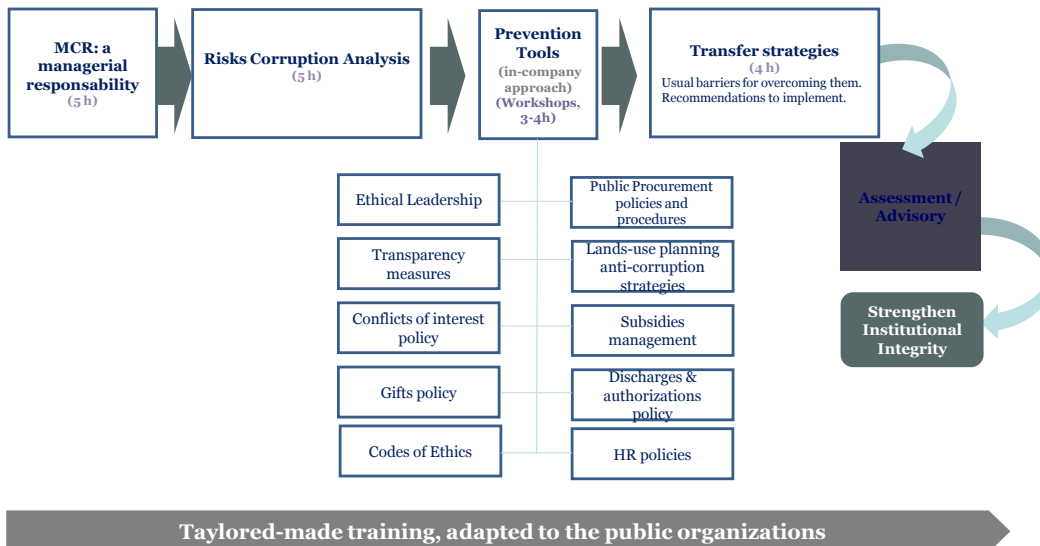 MCR: a
managerial
responsability
(5 h)
Risks Corruption Analysis
(5 h)
Prevention
Tools
(in-company
approach)
(Workshops,
3-4h)
Transfer strategies
(4 h)
Usual barriers for overcoming them.
Recommendations to implement.
Assessment /
Advisory
Strengthen
Institutional
Integrity
Ethical Leadership
Public Procurement
policies and
procedures
Transparency
measures
Lands-use planning
anti-corruption
strategies
Conflicts of interest
policy
Subsidies
management
Gifts policy
Discharges &
authorizations
policy
Codes of Ethics
HR policies
Taylored-made training, adapted to the public organizations